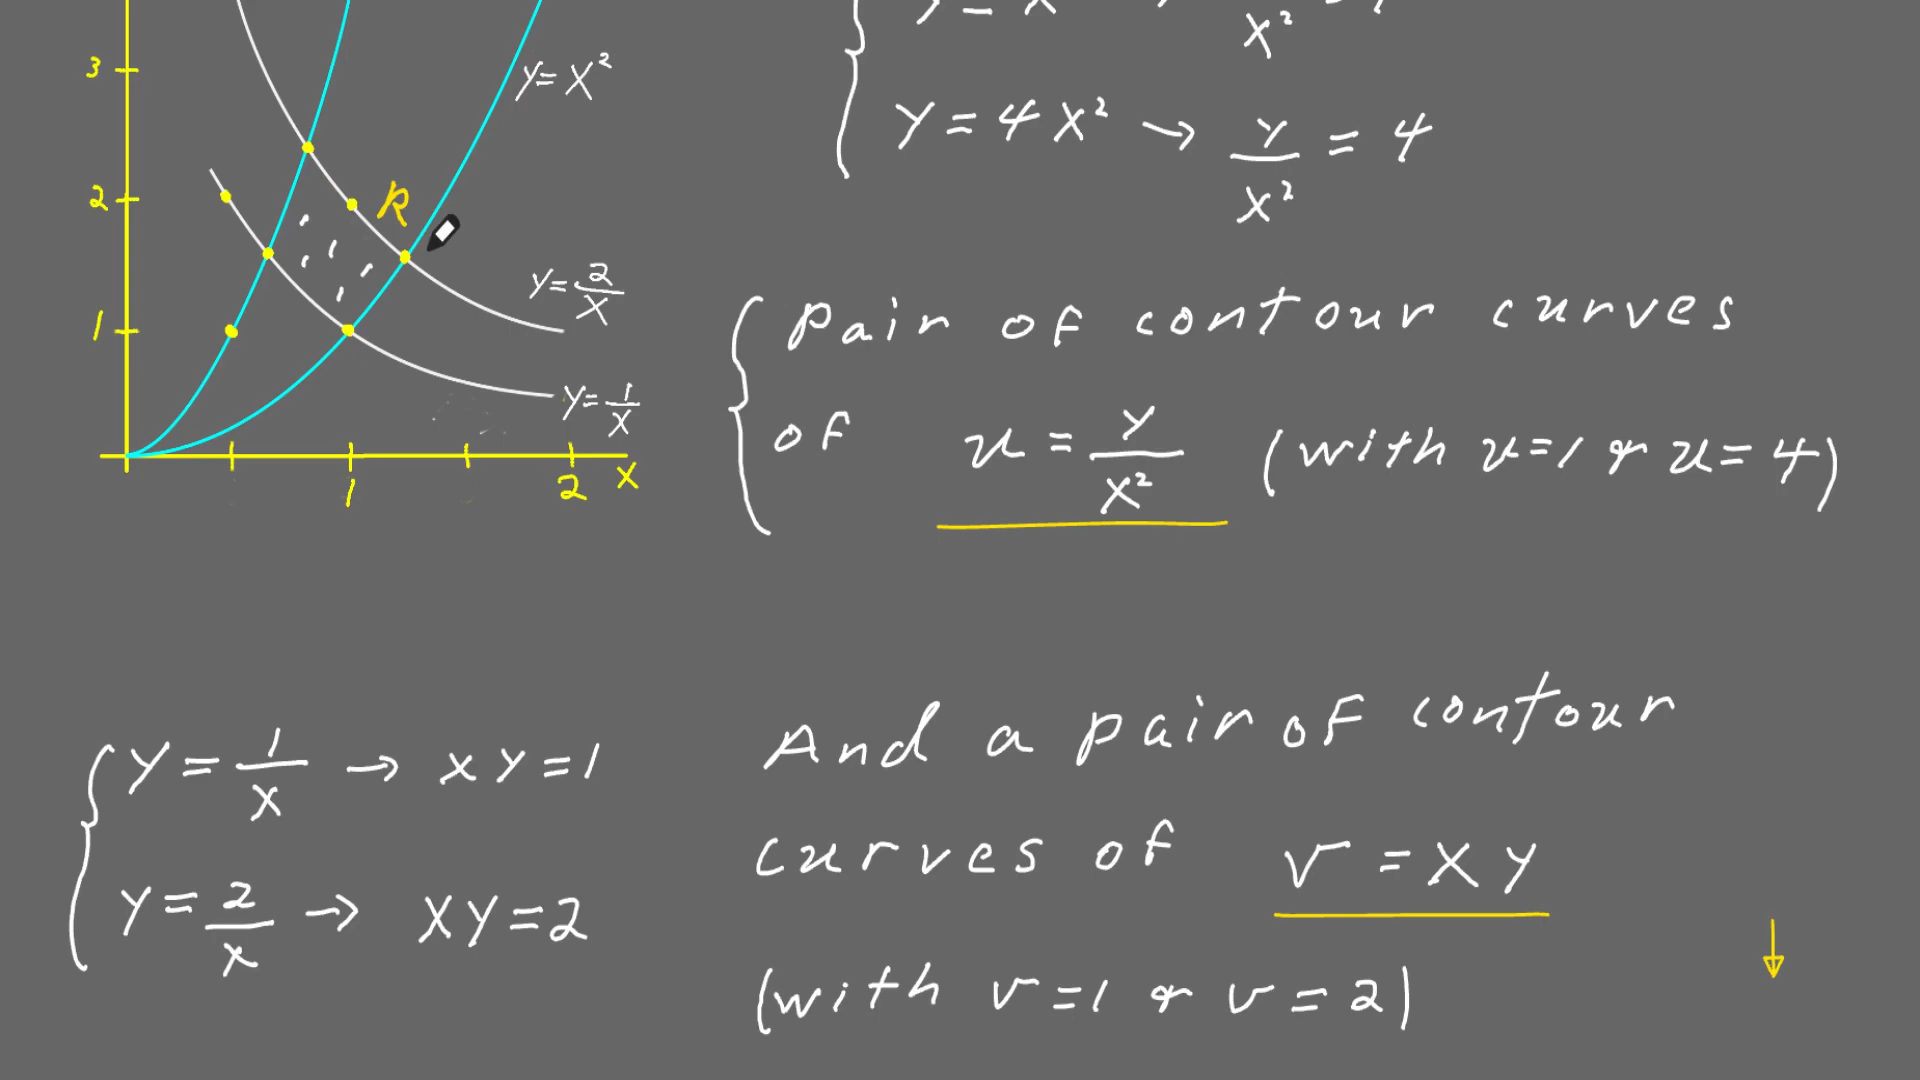 3
2
1
1
2
x
y = x²
R
y = 2/x
y = 1/x
x²
y = 4x² → y/x² = 4
{ pair of contour curves
of u = y/x² (with u=1 & u=4)
{ y = 1/x → xy = 1
y = 2/x → xy = 2
And a pair of contour
curves of v = xy
(with v=1 & v=2)
↓